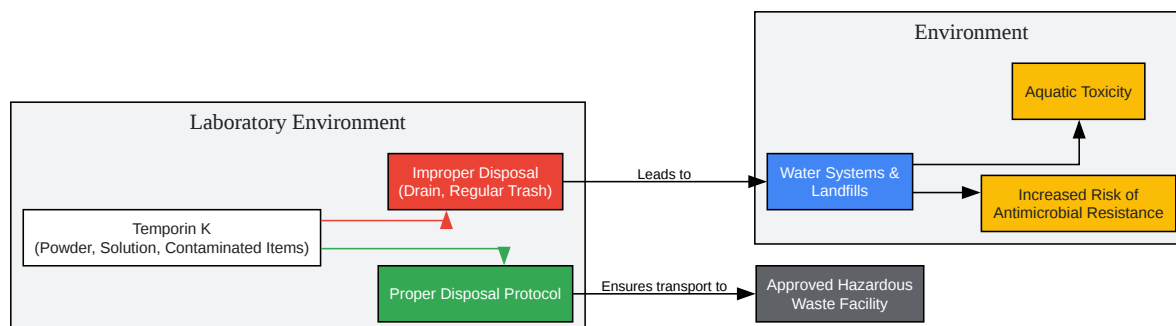 Laboratory Environment
Temporin K
(Powder, Solution, Contaminated Items)
Improper Disposal
(Drain, Regular Trash)
Proper Disposal Protocol
Leads to
Ensures transport to
Environment
Water Systems &
Landfills
Aquatic Toxicity
Increased Risk of
Antimicrobial Resistance
Approved Hazardous
Waste Facility